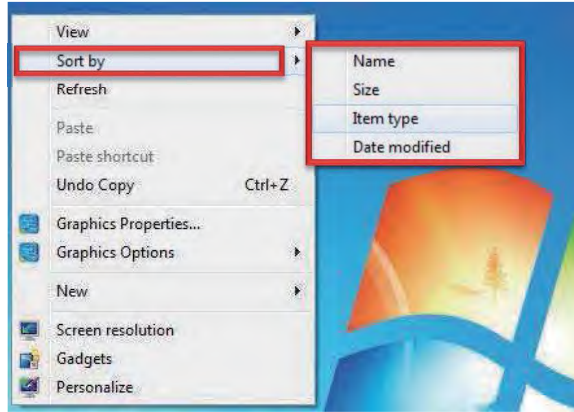 View
Sort by
Refresh
Paste
Paste shortcut
Undo Copy Ctrl+Z
Graphics Properties...
Graphics Options
New
Screen resolution
Gadgets
Personalize
Name
Size
Item type
Date modified